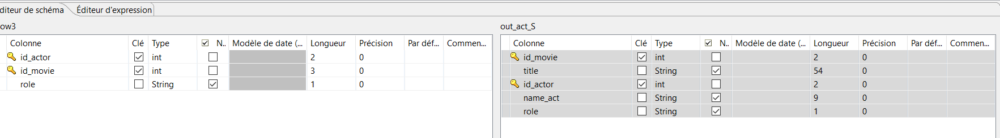 diteur de schéma Éditeur d'expression
ow3 out_act_S
Colonne Clé Type N.. Modèle de date (... Longueur Précision Par déf... Commen... Colonne Clé Type N.. Modèle de date (... Longueur Précision Par déf... Commen...
id_actor int 2 0 id_movie int 2 0
id_movie int 3 0 title String 54 0
role String 1 0 id_actor int 2 0
name_act String 9 0
role String 1 0